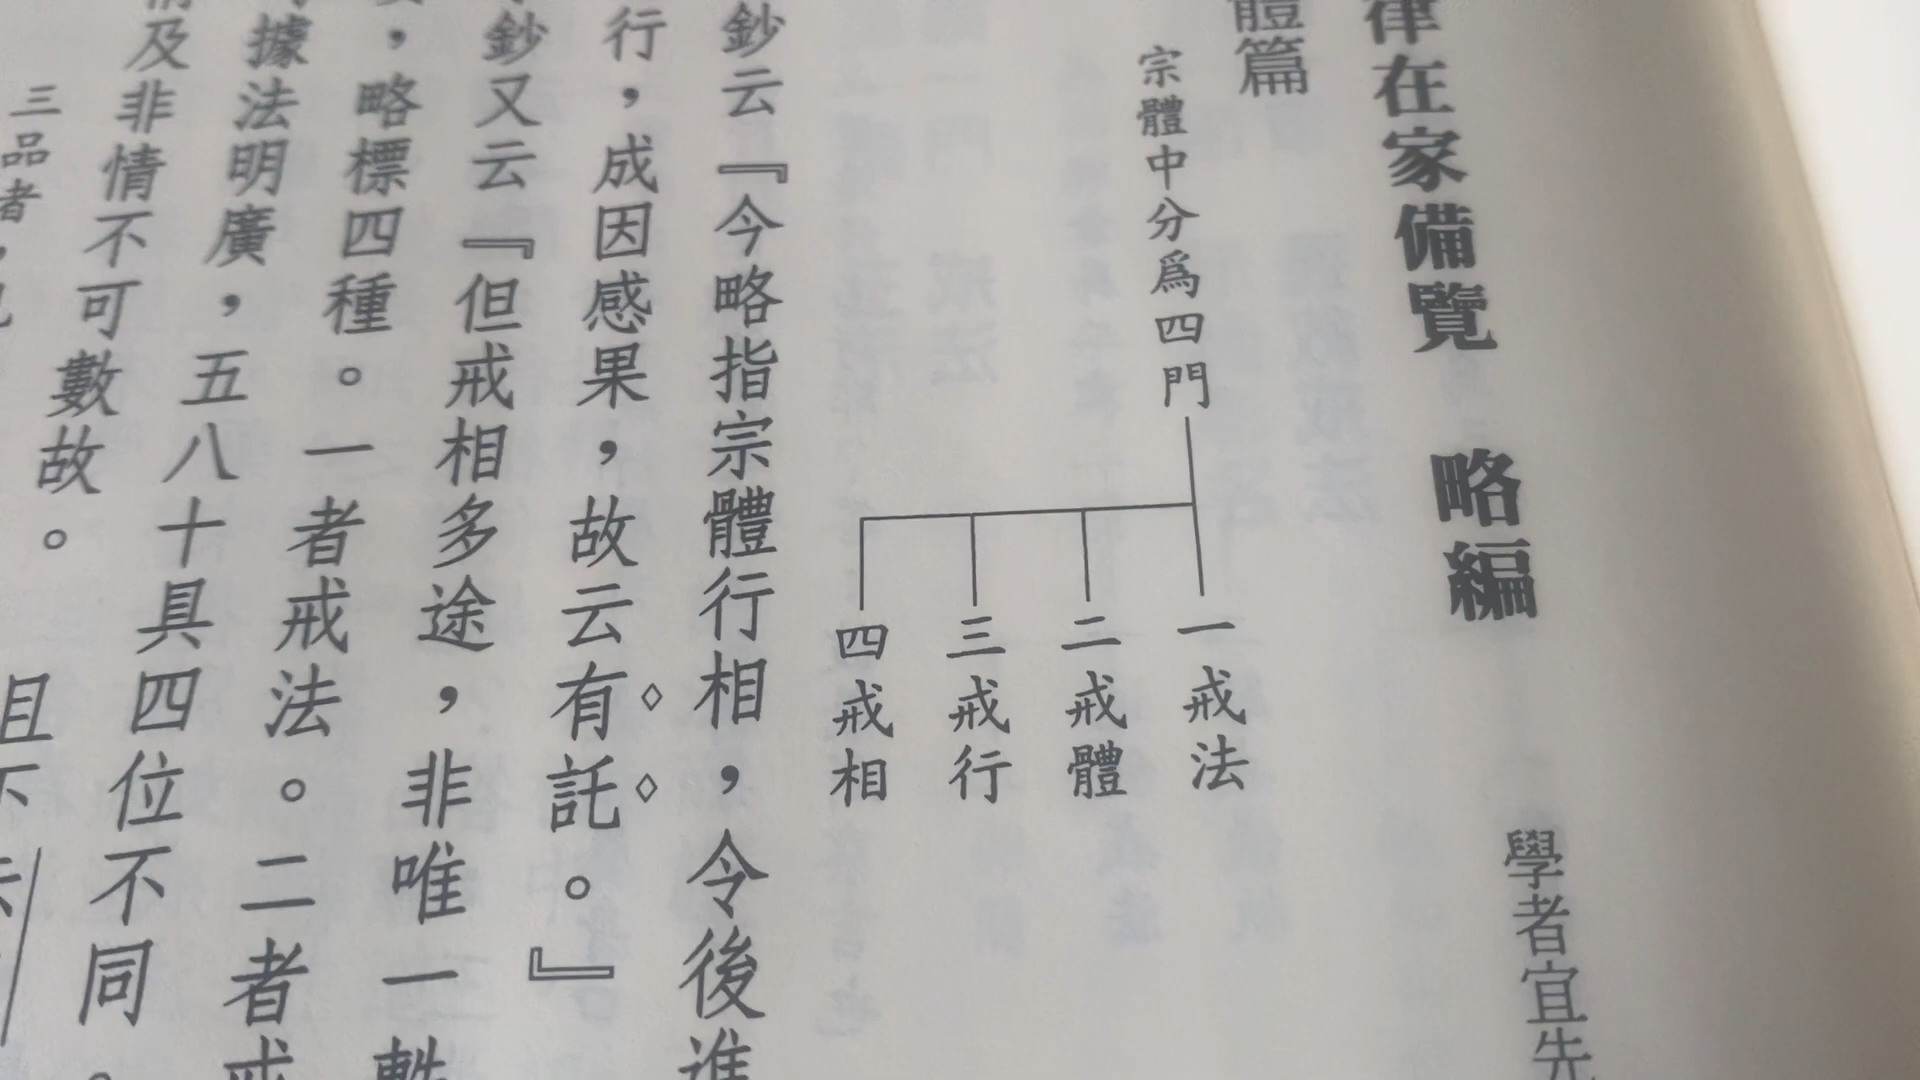 律在家備覽　略編
學者宜先
體篇
宗體中分爲四門
一戒法
二戒體
三戒行
四戒相
鈔云『今略指宗體行相，令後進
行，成因感果，故云有託。』
鈔又云『但戒相多途，非唯一軼
，略標四種。一者戒法。二者戒
據法明廣，五八十具四位不同。
及非情不可數故。
三品者，
且下